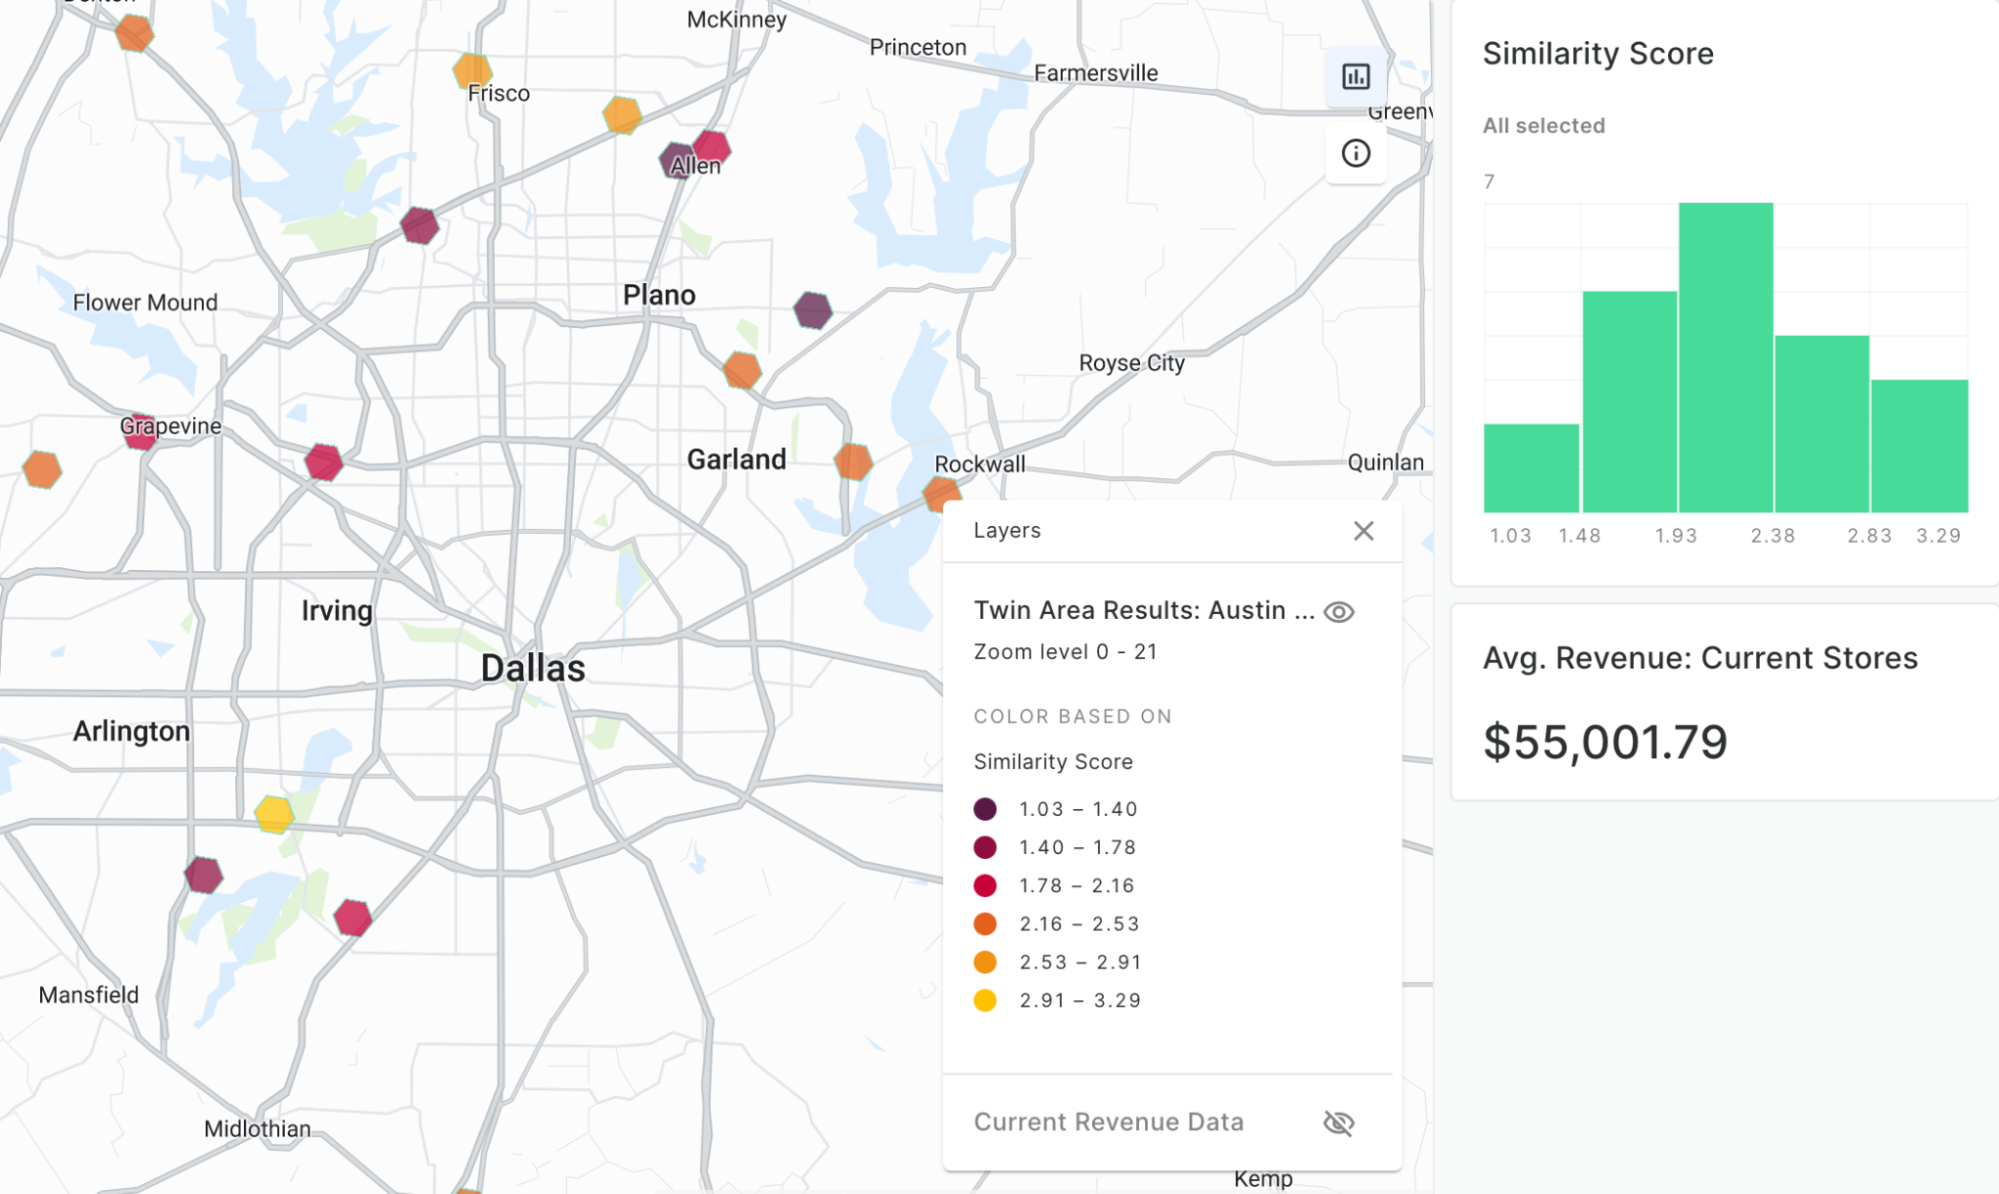 McKinney
Princeton
Farmersville
Frisco
Allen
Flower Mound
Plano
Royse City
Grapevine
Garland
Rockwall
Quinlan
Irving
Dallas
Arlington
Mansfield
Midlothian
Kemp
Layers
Twin Area Results: Austin ...
Zoom level 0 - 21
COLOR BASED ON
Similarity Score
1.03 – 1.40
1.40 – 1.78
1.78 – 2.16
2.16 – 2.53
2.53 – 2.91
2.91 – 3.29
Current Revenue Data
Similarity Score
All selected
7
1.03 1.48 1.93 2.38 2.83 3.29
Avg. Revenue: Current Stores
$55,001.79